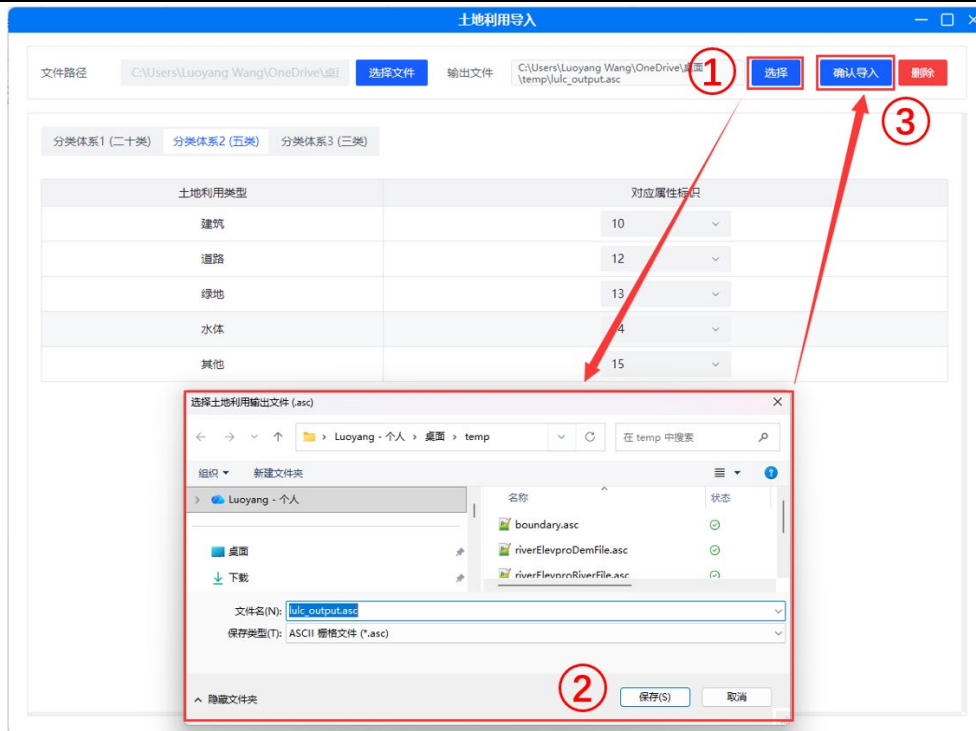 土地利用导入
文件路径
C:\Users\Luoyang Wang\OneDrive\桌面
选择文件
输出文件
C:\Users\Luoyang Wang\OneDrive\桌面
\temp\lulc_output.asc
①
选择
确认导入
删除
③
分类体系1 (二十类) 分类体系2 (五类) 分类体系3 (三类)
土地利用类型 对应属性标识
建筑 10
道路 12
绿地 13
水体 4
其他 15
选择土地利用输出文件 (.asc)
Luoyang - 个人 › 桌面 › temp
在 temp 中搜索
组织 新建文件夹
Luoyang - 个人
桌面
下载
名称 状态
boundary.asc
riverElevproDemFile.asc
riverElevproRiverFile.asc
文件名(N): lulc_output.asc
保存类型(T): ASCII 栅格文件 (*.asc)
隐藏文件夹
②
保存(S)
取消